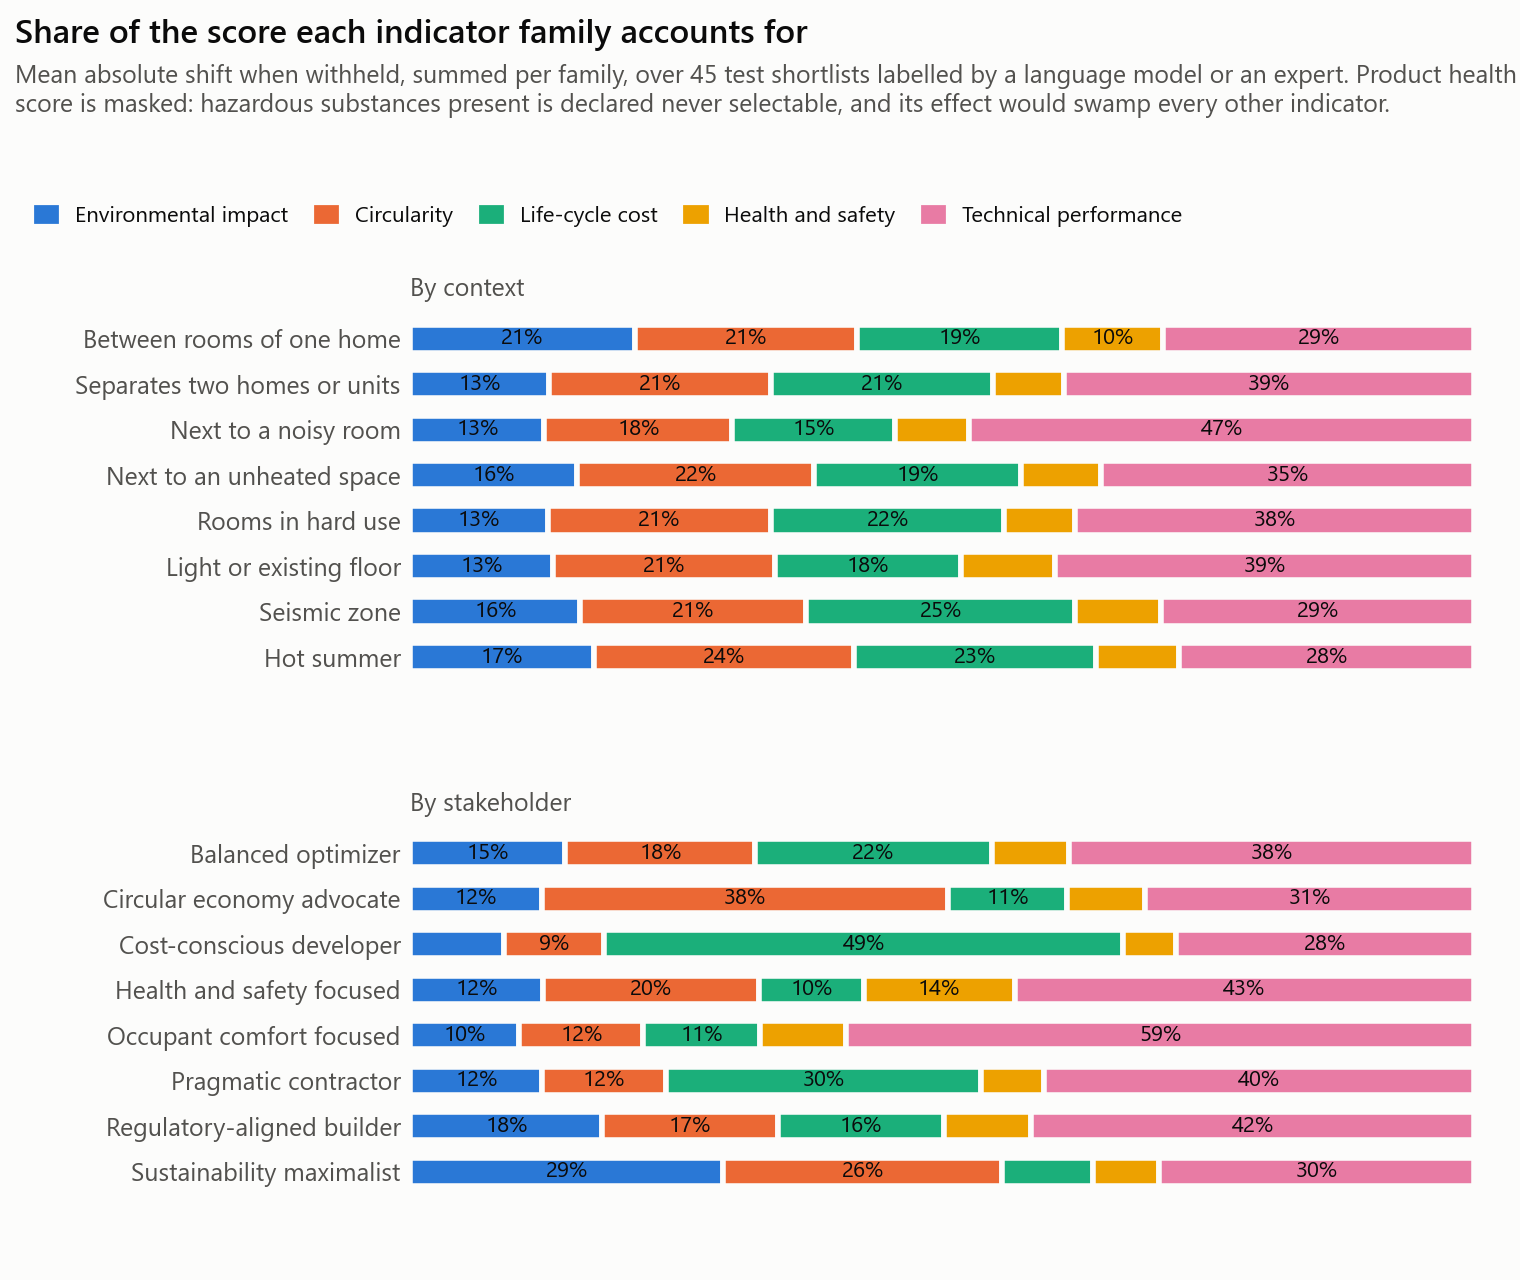 Share of the score each indicator family accounts for
Mean absolute shift when withheld, summed per family, over 45 test shortlists labelled by a language model or an expert. Product health
score is masked: hazardous substances present is declared never selectable, and its effect would swamp every other indicator.
Environmental impact Circularity Life-cycle cost Health and safety Technical performance
By context
Between rooms of one home 21% 21% 19% 10% 29%
Separates two homes or units 13% 21% 21% 39%
Next to a noisy room 13% 18% 15% 47%
Next to an unheated space 16% 22% 19% 35%
Rooms in hard use 13% 21% 22% 38%
Light or existing floor 13% 21% 18% 39%
Seismic zone 16% 21% 25% 29%
Hot summer 17% 24% 23% 28%
By stakeholder
Balanced optimizer 15% 18% 22% 38%
Circular economy advocate 12% 38% 11% 31%
Cost-conscious developer 9% 49% 28%
Health and safety focused 12% 20% 10% 14% 43%
Occupant comfort focused 10% 12% 11% 59%
Pragmatic contractor 12% 12% 30% 40%
Regulatory-aligned builder 18% 17% 16% 42%
Sustainability maximalist 29% 26% 30%